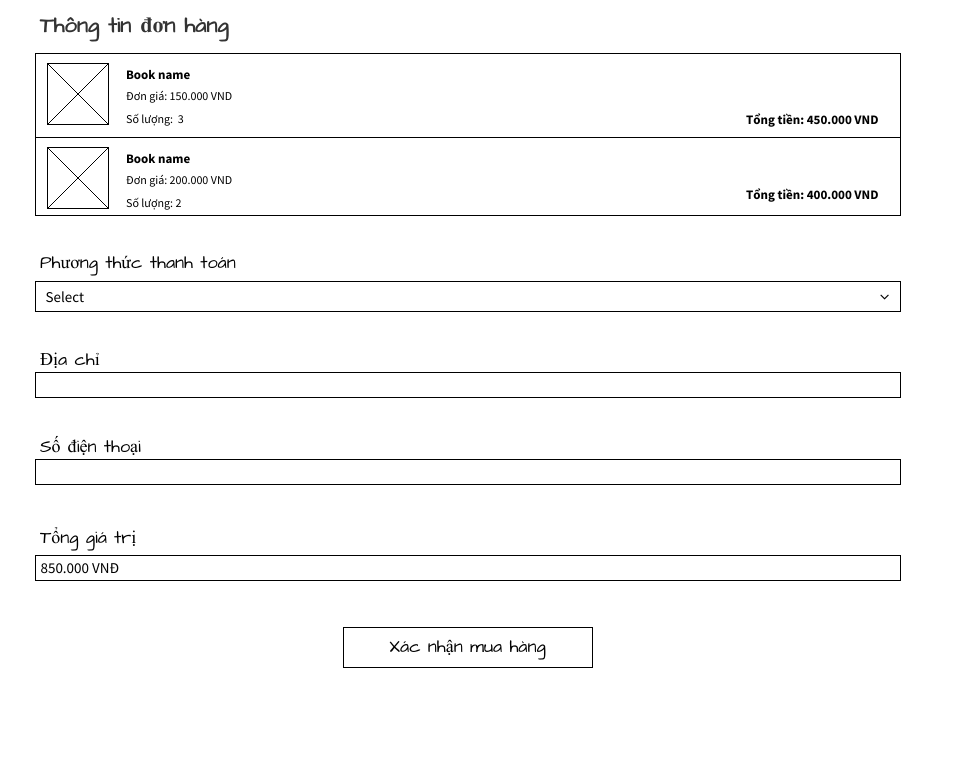 Thông tin đơn hàng
Book name
Đơn giá: 150.000 VND
Số lượng: 3
Tổng tiền: 450.000 VND
Book name
Đơn giá: 200.000 VND
Số lượng: 2
Tổng tiền: 400.000 VND
Phương thức thanh toán
Select
Địa chỉ
Số điện thoại
Tổng giá trị
850.000 VNĐ
Xác nhận mua hàng